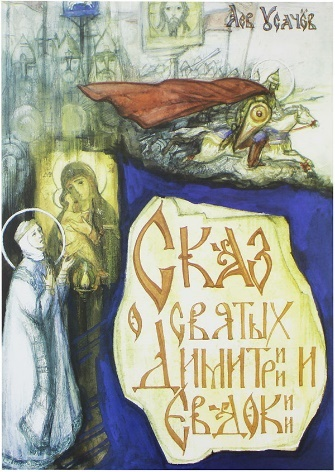 Лев Усачёв
Сказ
о святых
Димитрии и
Евдокии